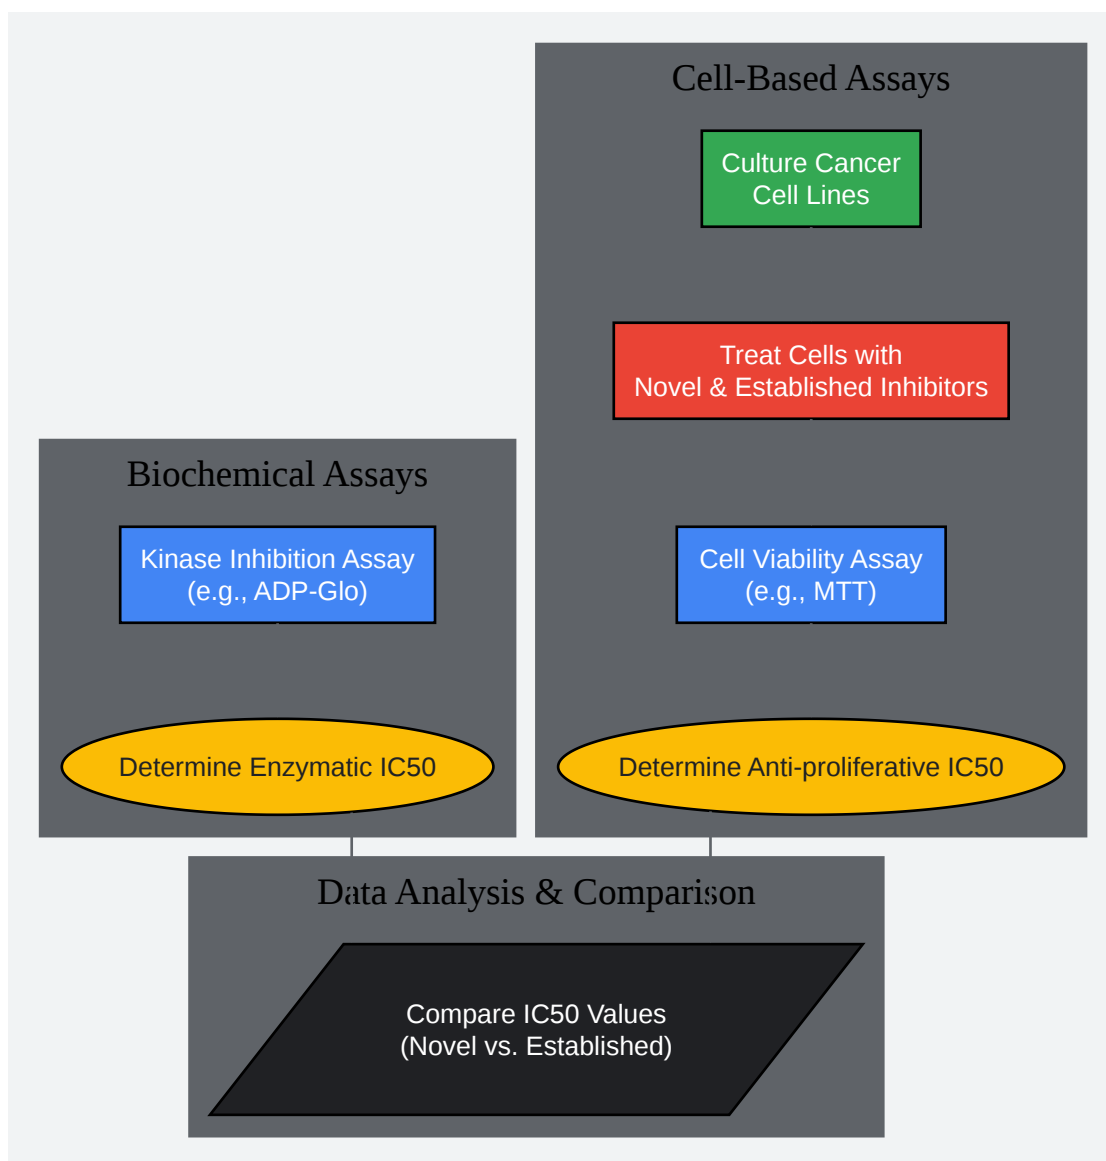 Cell-Based Assays
Culture Cancer
Cell Lines
Treat Cells with
Novel & Established Inhibitors
Biochemical Assays
Kinase Inhibition Assay
(e.g., ADP-Glo)
Cell Viability Assay
(e.g., MTT)
Determine Enzymatic IC50
Determine Anti-proliferative IC50
Data Analysis & Comparison
Compare IC50 Values
(Novel vs. Established)